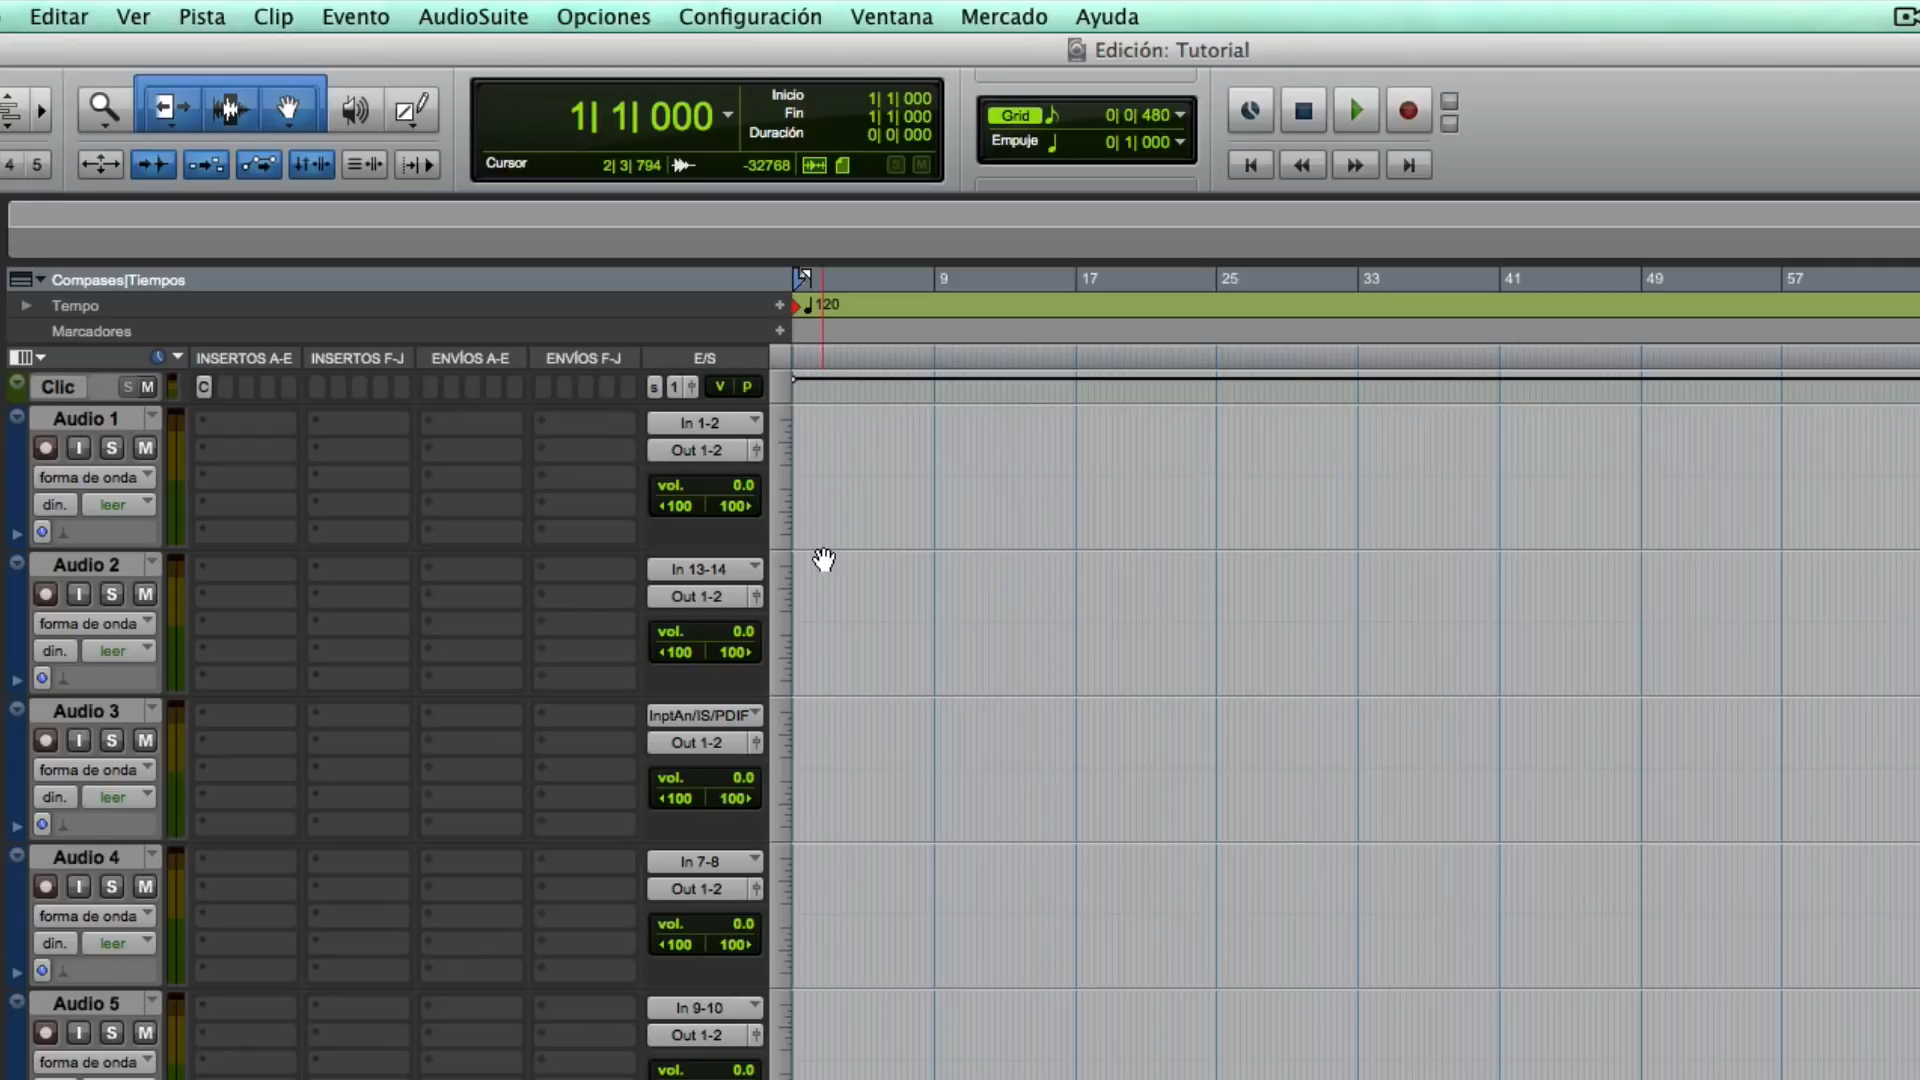 Editar Ver Pista Clip Evento AudioSuite Opciones Configuración Ventana Mercado Ayuda
Edición: Tutorial
4 5
1| 1| 000
Inicio 1| 1| 000
Fin 1| 1| 000
Duración 0| 0| 000
Cursor 2| 3| 794 -32768 S M
Grid 0| 0| 480
Empuje 0| 1| 000
Compases|Tiempos 9 17 25 33 41 49 57
Tempo + 120
Marcadores +
INSERTOS A-E INSERTOS F-J ENVÍOS A-E ENVÍOS F-J E/S
Clic S M C s 1 V P
Audio 1 In 1-2
I S M Out 1-2
forma de onda vol. 0.0
din. leer 100 100
Audio 2 In 13-14
I S M Out 1-2
forma de onda vol. 0.0
din. leer 100 100
Audio 3 InptAn/IS/PDIF
I S M Out 1-2
forma de onda vol. 0.0
din. leer 100 100
Audio 4 In 7-8
I S M Out 1-2
forma de onda vol. 0.0
din. leer 100 100
Audio 5 In 9-10
I S M Out 1-2
forma de onda vol. 0.0